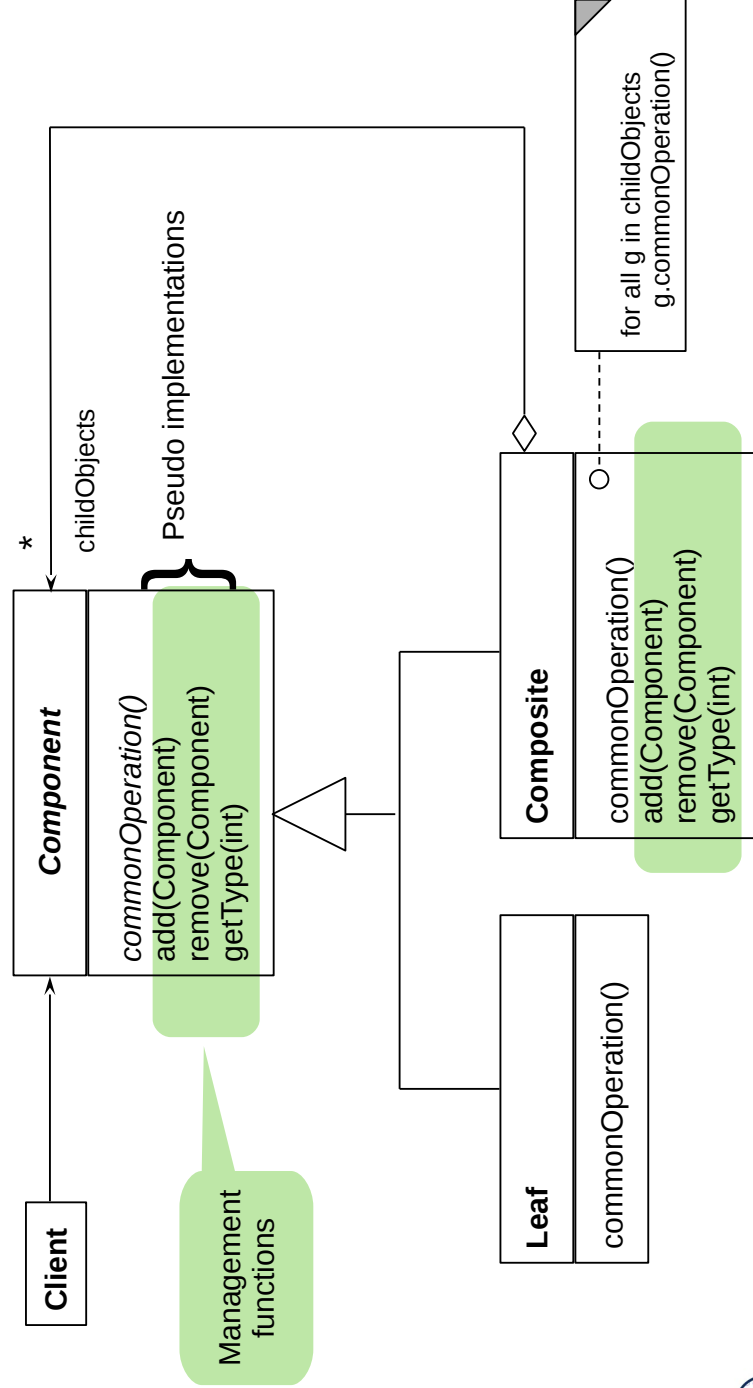 Client
Component
*
childObjects
commonOperation()
add(Component)
remove(Component)
getType(int)
Pseudo implementations
Management
functions
Leaf
commonOperation()
Composite
commonOperation()
add(Component)
remove(Component)
getType(int)
for all g in childObjects
g.commonOperation()